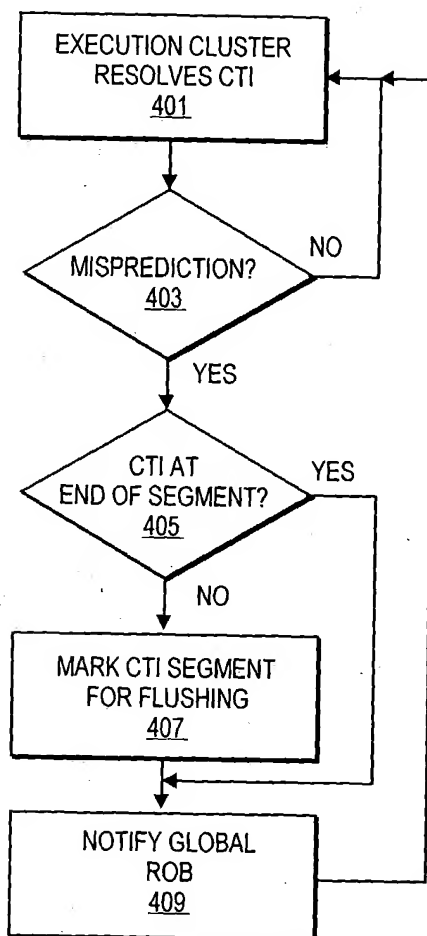 EXECUTION CLUSTER
RESOLVES CTI
401
MISPREDICTION?
403
NO
YES
CTI AT
END OF SEGMENT?
405
YES
NO
MARK CTI SEGMENT
FOR FLUSHING
407
NOTIFY GLOBAL
ROB
409